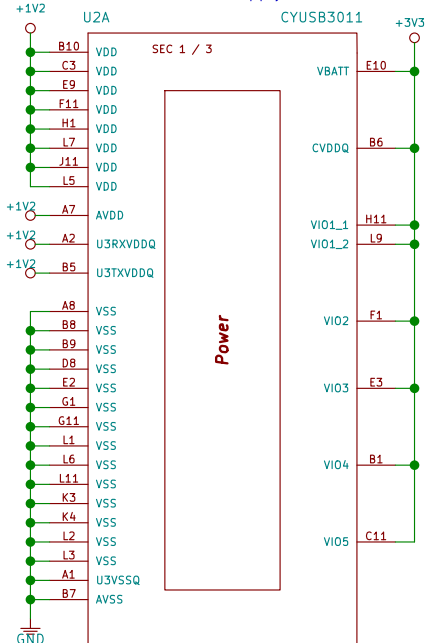 +1V2
U2A
CYUSB3011
+3V3
SEC 1 / 3
B10 VDD
C3 VDD
E9 VDD
F11 VDD
H1 VDD
L7 VDD
J11 VDD
L5 VDD
+1V2 A7 AVDD
+1V2 A2 U3RXVDDQ
+1V2 B5 U3TXVDDQ
A8 VSS
B8 VSS
B9 VSS
D8 VSS
E2 VSS
G1 VSS
G11 VSS
L1 VSS
L6 VSS
L11 VSS
K3 VSS
K4 VSS
L2 VSS
L3 VSS
A1 U3VSSQ
B7 AVSS
GND
Power
VBATT E10
CVDDQ B6
VIO1_1 H11
VIO1_2 L9
VIO2 F1
VIO3 E3
VIO4 B1
VIO5 C11